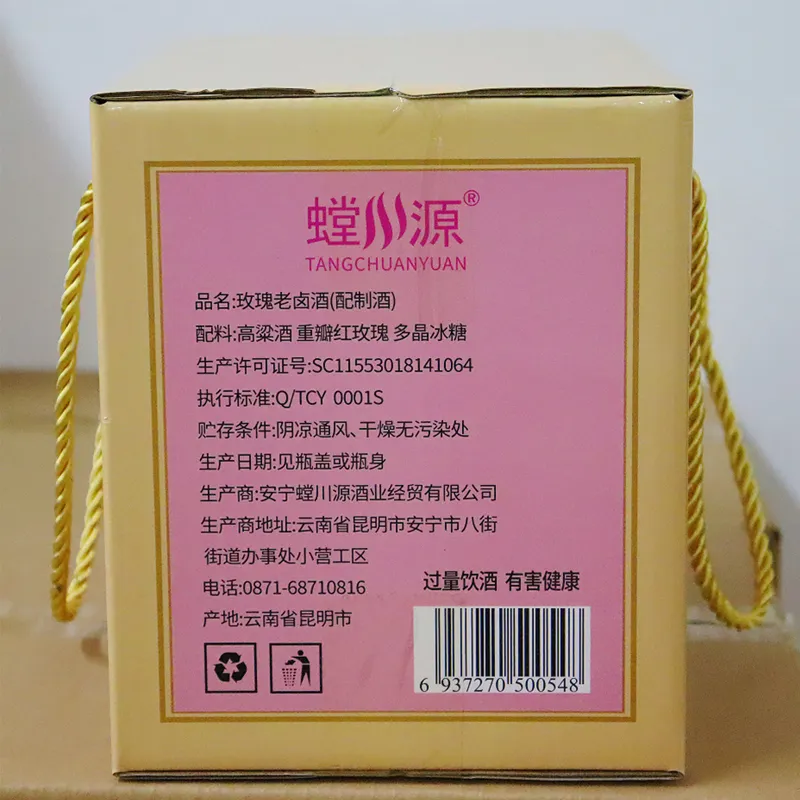 螳川源®
TANGCHUANYUAN
品名:玫瑰老卤酒(配制酒)
配料:高粱酒 重瓣红玫瑰 多晶冰糖
生产许可证号:SC11553018141064
执行标准:Q/TCY 0001S
贮存条件:阴凉通风、干燥无污染处
生产日期:见瓶盖或瓶身
生产商:安宁螳川源酒业经贸有限公司
生产商地址:云南省昆明市安宁市八街
街道办事处小营工区
电话:0871-68710816
过量饮酒 有害健康
产地:云南省昆明市
6 937270 500548